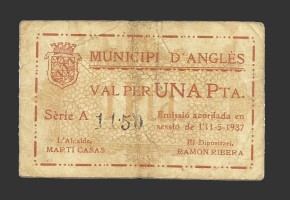 MUNICIPI D'ANGLÈS
VAL PER UNA PTA.
Sèrie A 1150
Emissió acordada en
sessió de l'11-5-1937
L'Alcalde,
MARTÍ CASAS
El Dipositari,
RAMON RIBERA